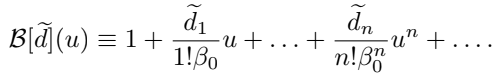 $\mathcal{B}[\widetilde{d}](u) \equiv 1 + \frac{\widetilde{d}_1}{1!\beta_0} u + \ldots + \frac{\widetilde{d}_n}{n!\beta_0^n} u^n + \ldots .$